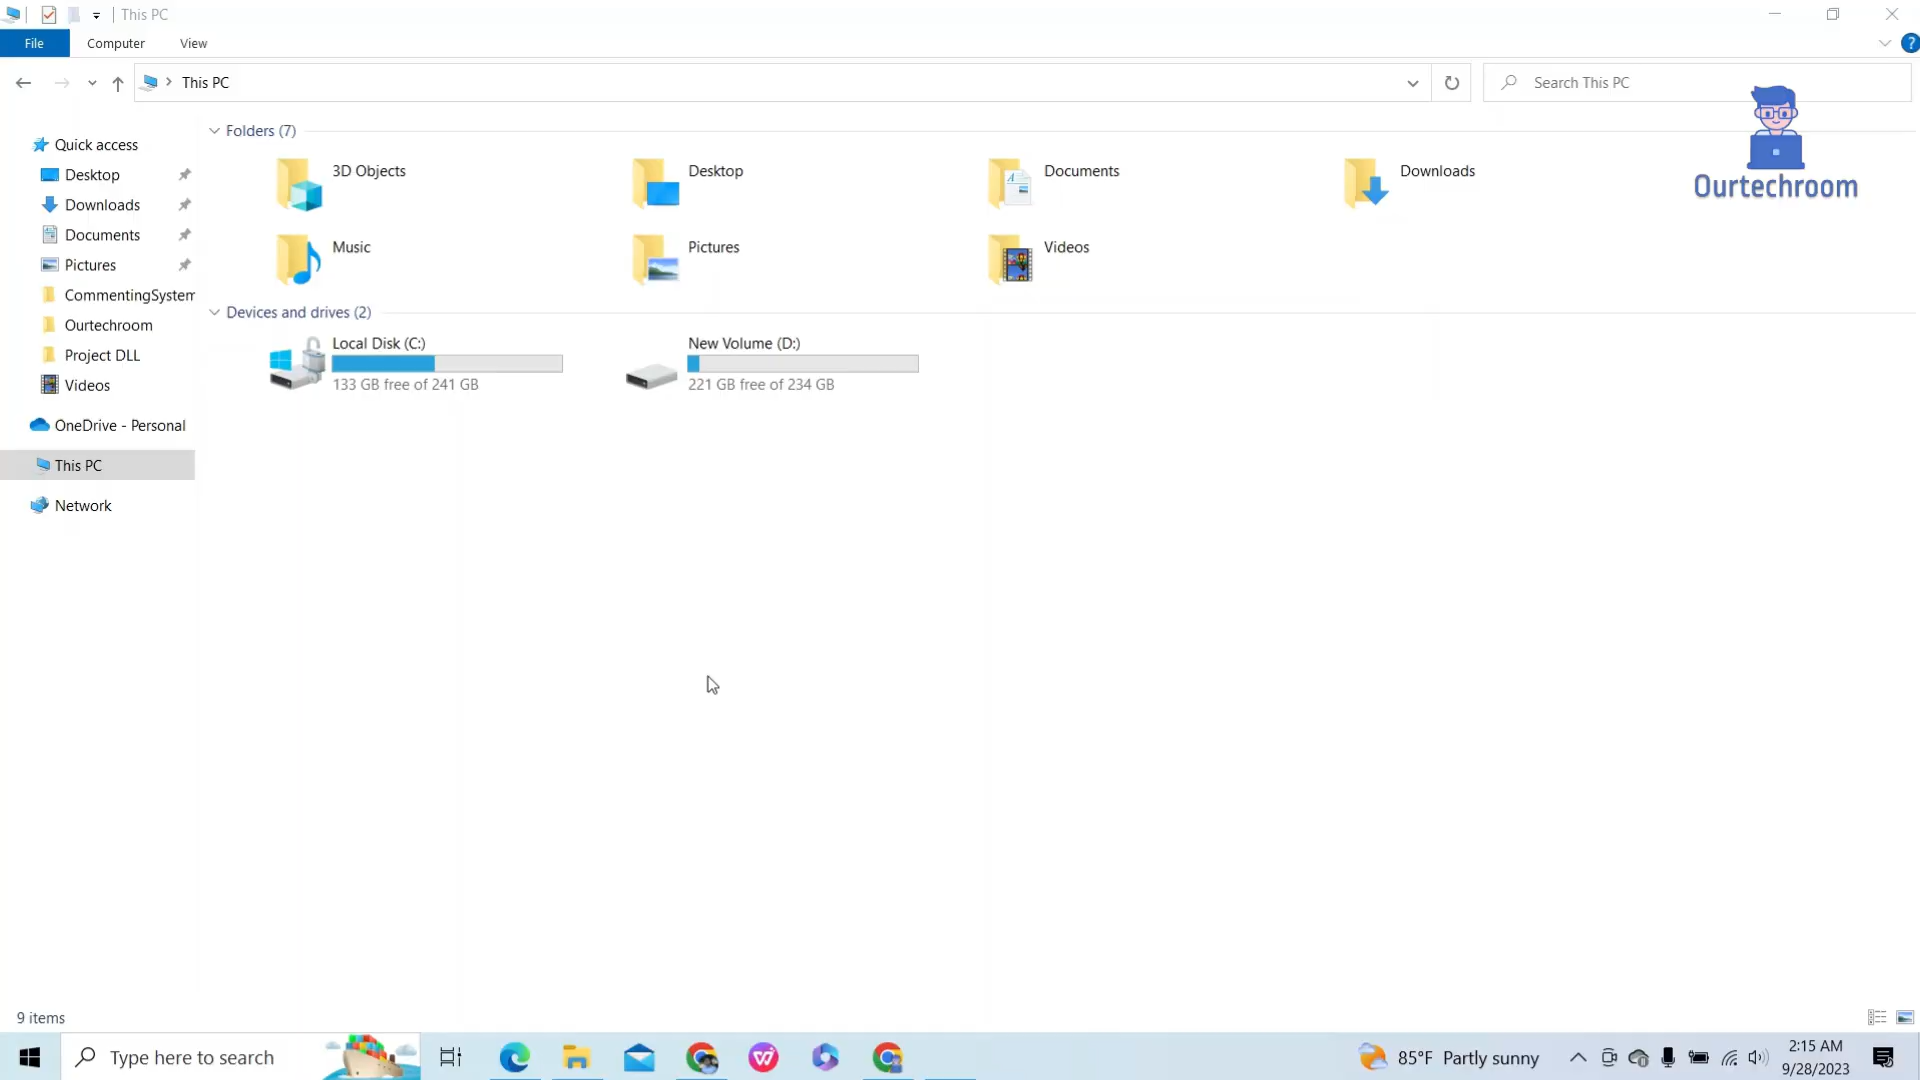 This PC
File Computer View
This PC
Search This PC
Ourtechroom
Quick access
Desktop
Downloads
Documents
Pictures
CommentingSystem
Ourtechroom
Project DLL
Videos
OneDrive - Personal
This PC
Network
Folders (7)
3D Objects
Desktop
Documents
Downloads
Music
Pictures
Videos
Devices and drives (2)
Local Disk (C:)
133 GB free of 241 GB
New Volume (D:)
221 GB free of 234 GB
9 items
Type here to search
85°F Partly sunny
2:15 AM
9/28/2023